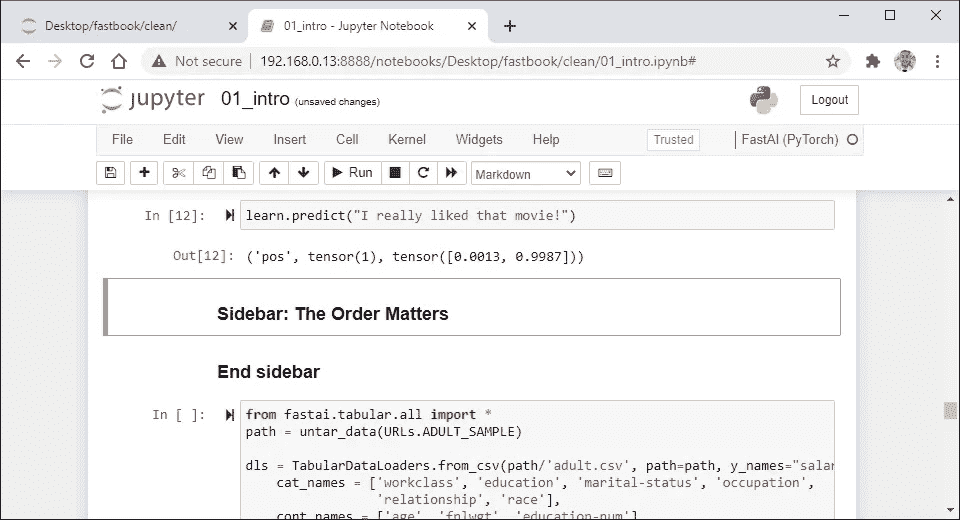 Desktop/fastbook/clean/
01_intro - Jupyter Notebook
Not secure 192.168.0.13:8888/notebooks/Desktop/fastbook/clean/01_intro.ipynb#
jupyter 01_intro (unsaved changes)
Logout
File Edit View Insert Cell Kernel Widgets Help Trusted FastAI (PyTorch)
Run Markdown
In [12]: learn.predict("I really liked that movie!")
Out[12]: ('pos', tensor(1), tensor([0.0013, 0.9987]))
Sidebar: The Order Matters
End sidebar
In [ ]: from fastai.tabular.all import *
path = untar_data(URLs.ADULT_SAMPLE)
dls = TabularDataLoaders.from_csv(path/'adult.csv', path=path, y_names="salar
cat_names = ['workclass', 'education', 'marital-status', 'occupation',
'relationship', 'race'],
cont_names = ['age', 'fnlwgt', 'education-num']